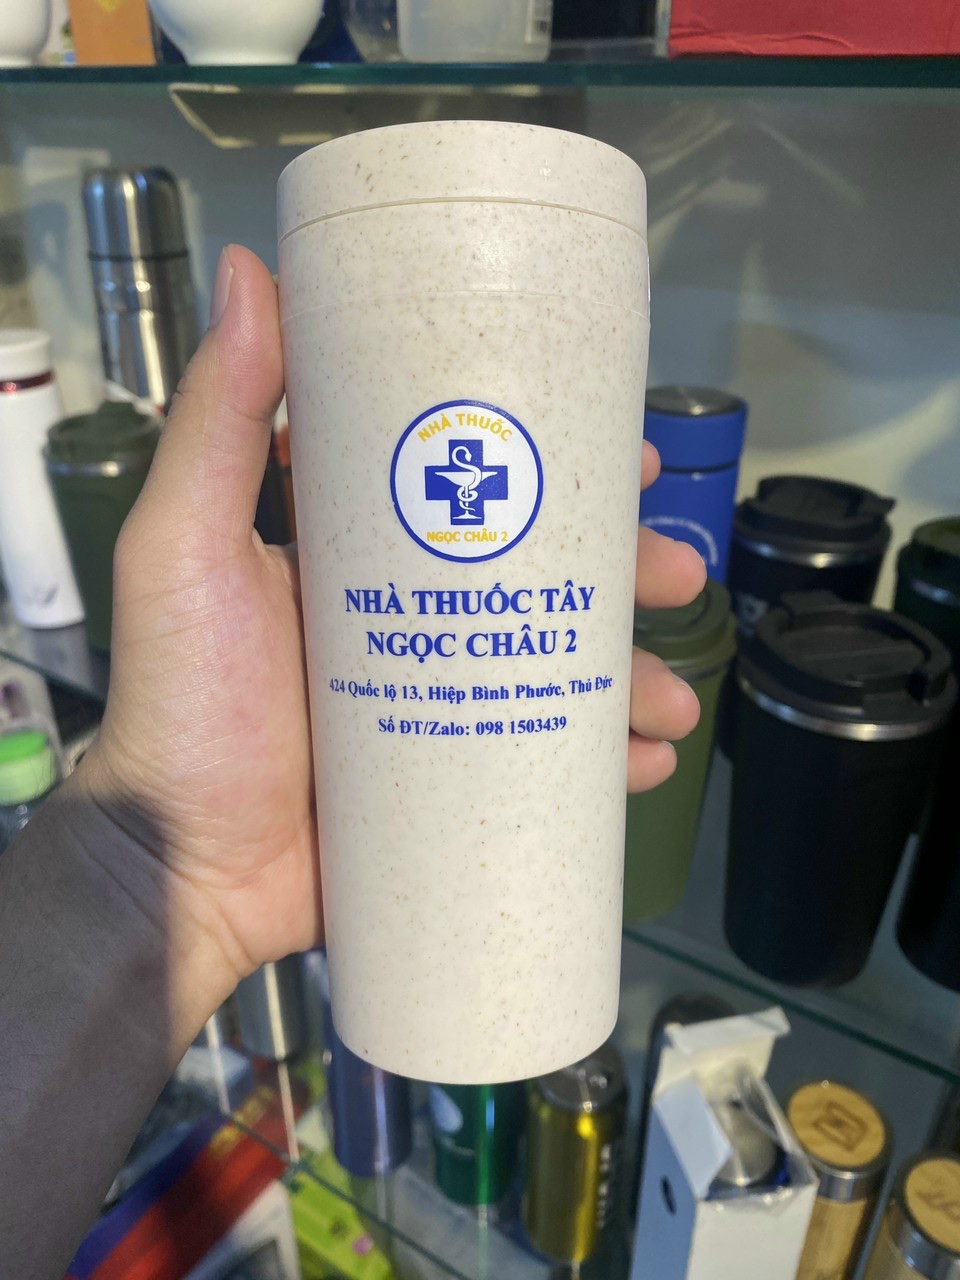 NHÀ THUỐC
NGỌC CHÂU 2
NHÀ THUỐC TÂY
NGỌC CHÂU 2
424 Quốc lộ 13, Hiệp Bình Phước, Thủ Đức
Số ĐT/Zalo: 098 1503439